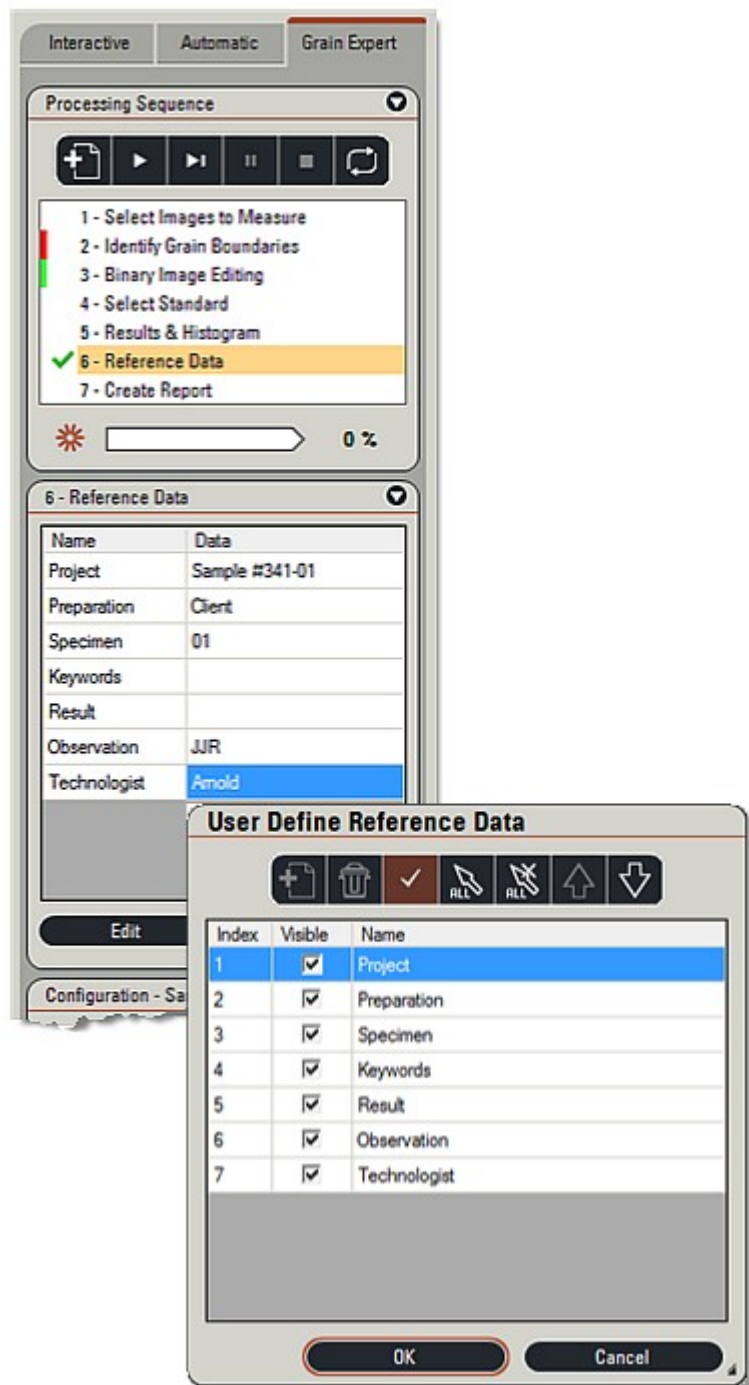 Interactive Automatic Grain Expert
Processing Sequence
1 - Select Images to Measure
2 - Identify Grain Boundaries
3 - Binary Image Editing
4 - Select Standard
5 - Results & Histogram
6 - Reference Data
7 - Create Report
0 %
6 - Reference Data
Name Data
Project Sample #341-01
Preparation Client
Specimen 01
Keywords
Result
Observation JJR
Technologist Arnold
Edit
Configuration - Sa
User Define Reference Data
ALL ALL
Index Visible Name
1 Project
2 Preparation
3 Specimen
4 Keywords
5 Result
6 Observation
7 Technologist
OK Cancel